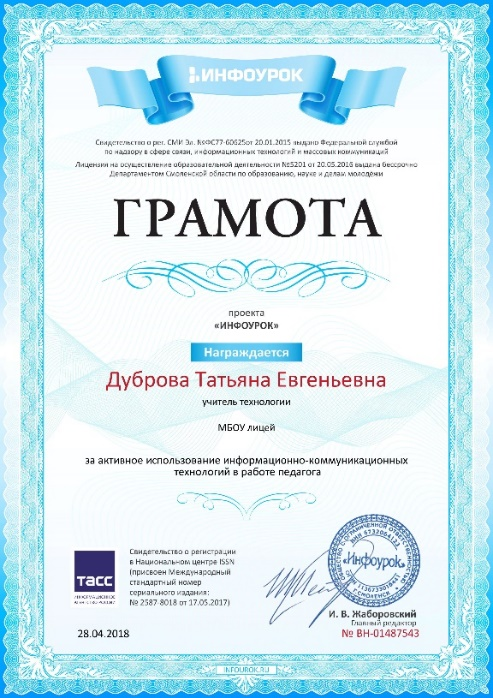 ИНФОУРОК
Свидетельство о рег. СМИ Эл. №ФС77-60625от 20.01.2015 выдано Федеральной службой
по надзору в сфере связи, информационных технологий и массовых коммуникаций
Лицензия на осуществление образовательной деятельности №5201 от 20.05.2016 выдана бессрочно
Департаментом Смоленской области по образованию, науке и делам молодежи
ГРАМОТА
проекта
«ИНФОУРОК»
Награждается
Дуброва Татьяна Евгеньевна
учитель технологии
МБОУ лицей
за активное использование информационно-коммуникационных
технологий в работе педагога
ТАСС
ИНФОРМАЦИОННОЕ
АГЕНТСТВО РОССИИ
Свидетельство о регистрации
в Национальном центре ISSN
(присвоен Международный
стандартный номер
сериального издания:
№ 2587-8018 от 17.05.2017)
«Инфоурок»
И. В. Жаборовский
Главный редактор
28.04.2018
№ ВН-01487543
INFOUROK.RU